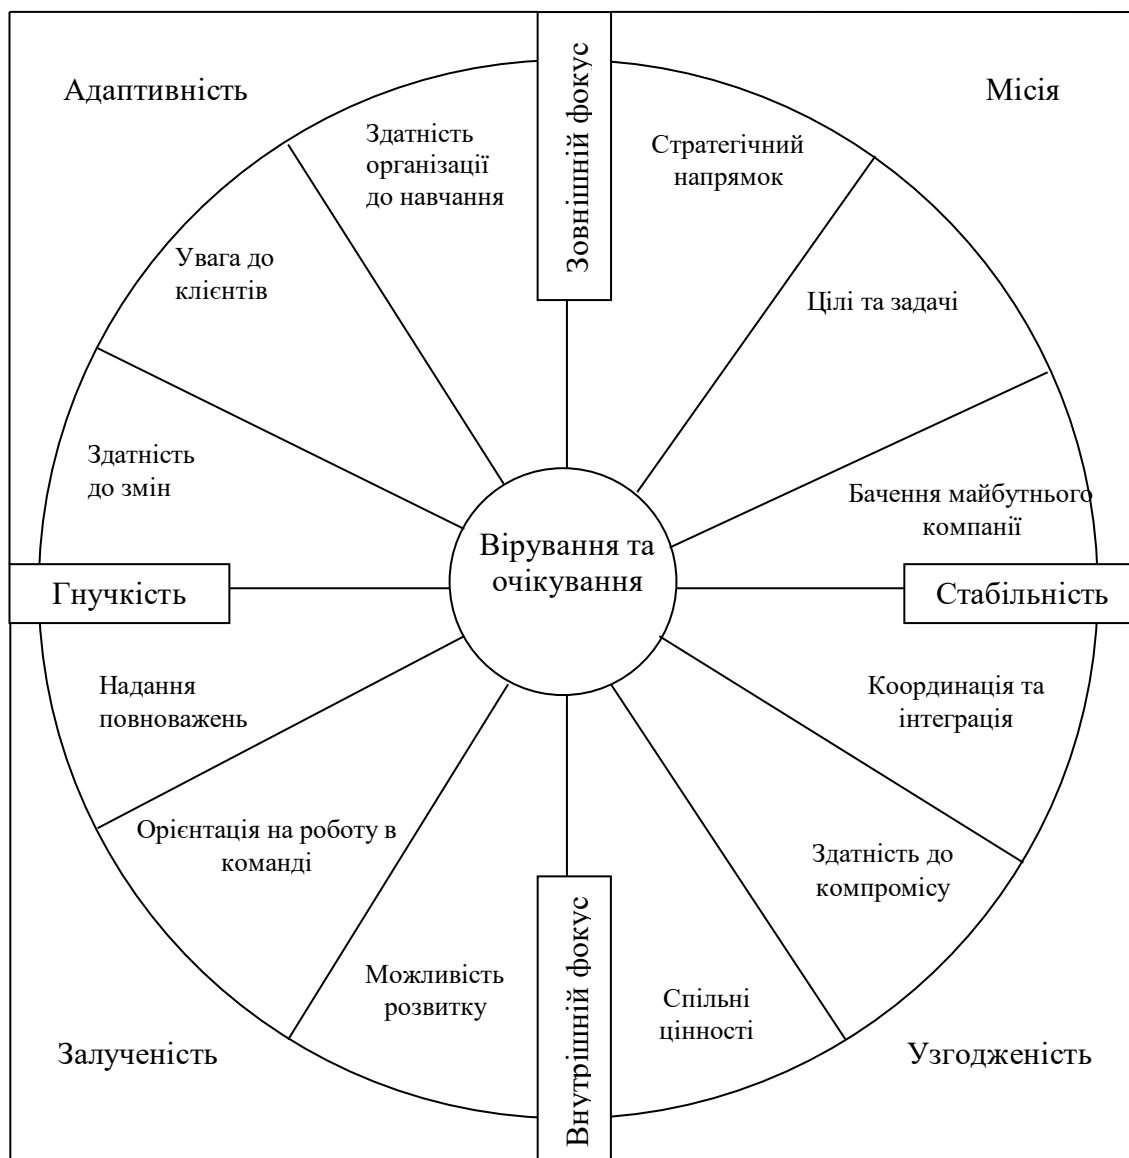 Адаптивність
Зовнішній фокус
Місія
Здатність
організації
до навчання
Стратегічний
напрямок
Увага до
клієнтів
Цілі та задачі
Здатність
до змін
Бачення майбутнього
компанії
Вірування та
очікування
Гнучкість
Стабільність
Надання
повноважень
Координація та
інтеграція
Орієнтація на роботу в
команді
Здатність до
компромісу
Можливість
розвитку
Внутрішній фокус
Спільні
цінності
Залученість
Узгодженість